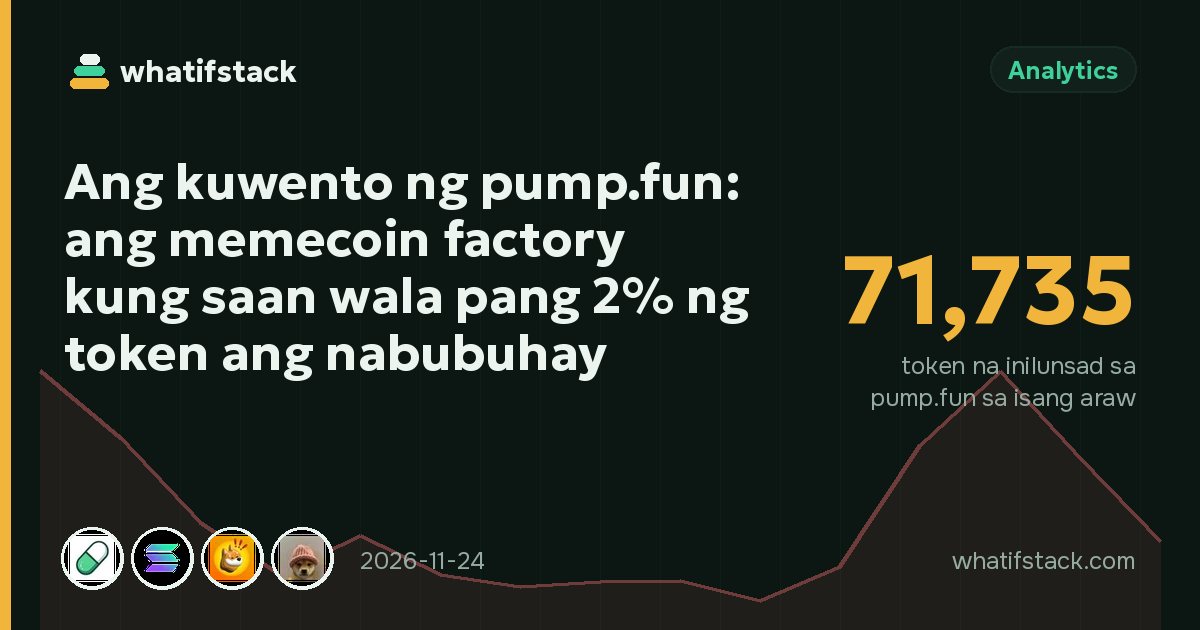 whatifstack
Analytics
Ang kuwento ng pump.fun:
ang memecoin factory
kung saan wala pang 2% ng
token ang nabubuhay
71,735
token na inilunsad sa
pump.fun sa isang araw
2026-11-24
whatifstack.com